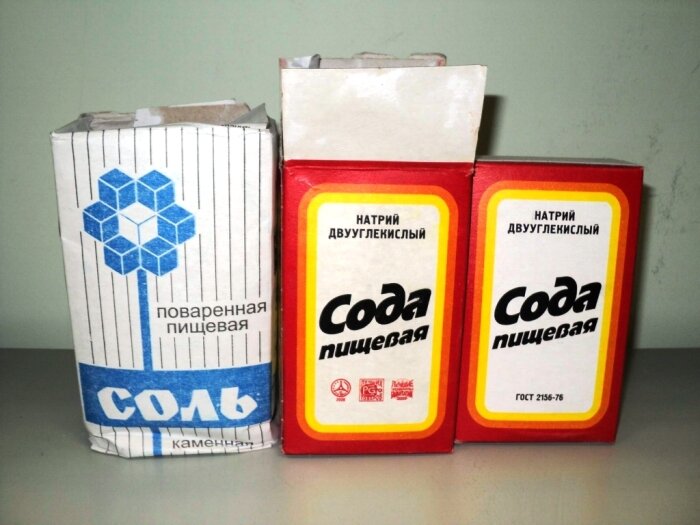 поваренная
пищевая
СОЛЬ
каменная
НАТРИЙ
ДВУУГЛЕКИСЛЫЙ
Сода
пищевая
НАТРИЙ
ДВУУГЛЕКИСЛЫЙ
Сода
пищевая
ГОСТ 2156-76